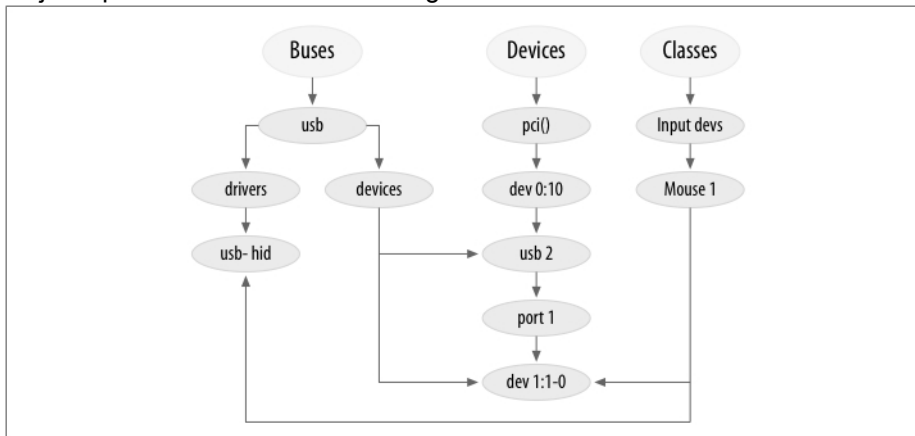 Buses Devices Classes
usb pci() Input devs
drivers devices dev 0:10 Mouse 1
usb- hid usb 2
port 1
dev 1:1-0